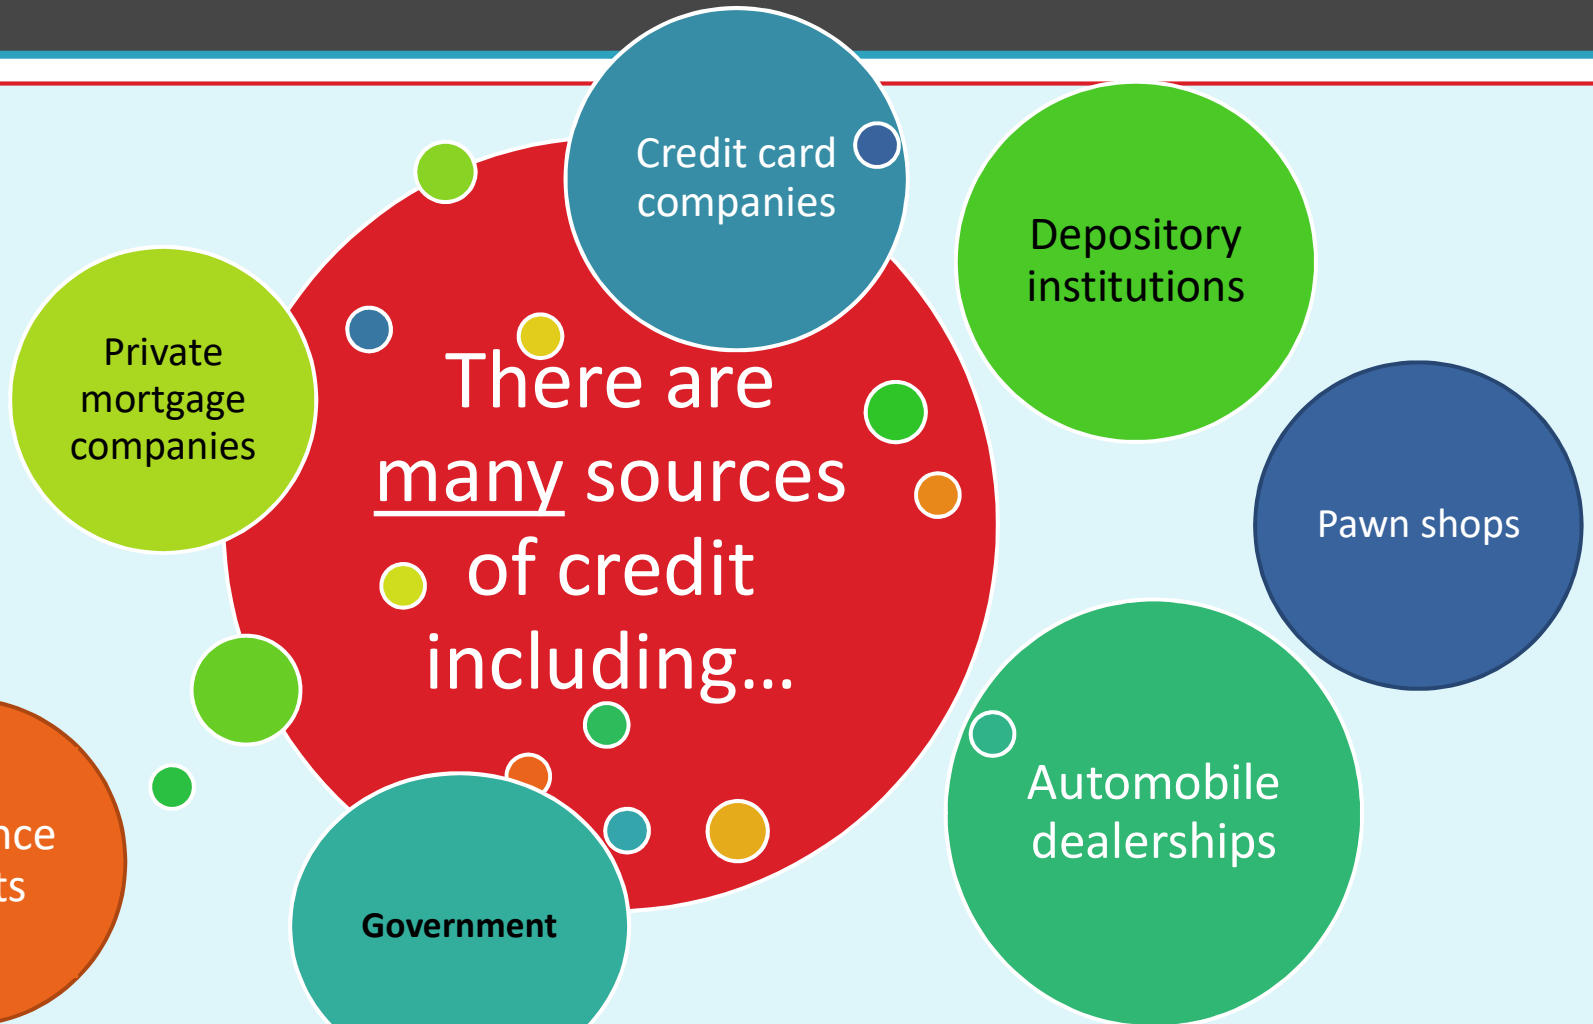 Credit card
companies
Depository
institutions
Private
mortgage
companies
There are
many sources
of credit
including...
Pawn shops
Automobile
dealerships
Government